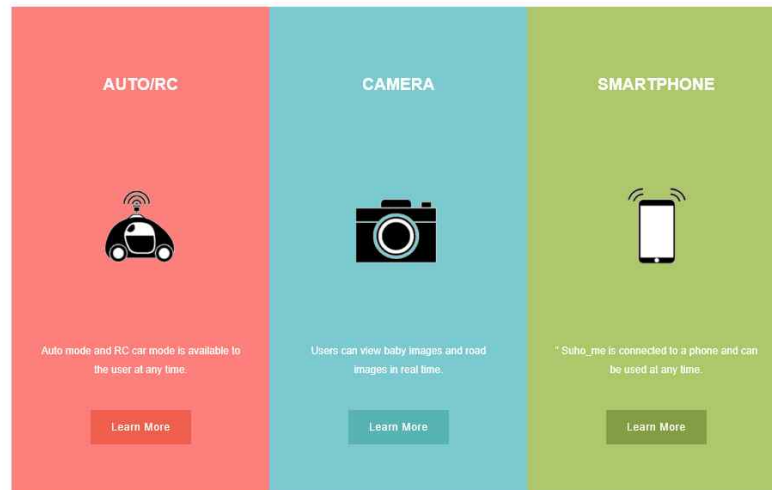 AUTO/RC
Auto mode and RC car mode is available to
the user at any time.
Learn More
CAMERA
Users can view baby images and road
images in real time.
Learn More
SMARTPHONE
" Suho_me is connected to a phone and can
be used at any time.
Learn More